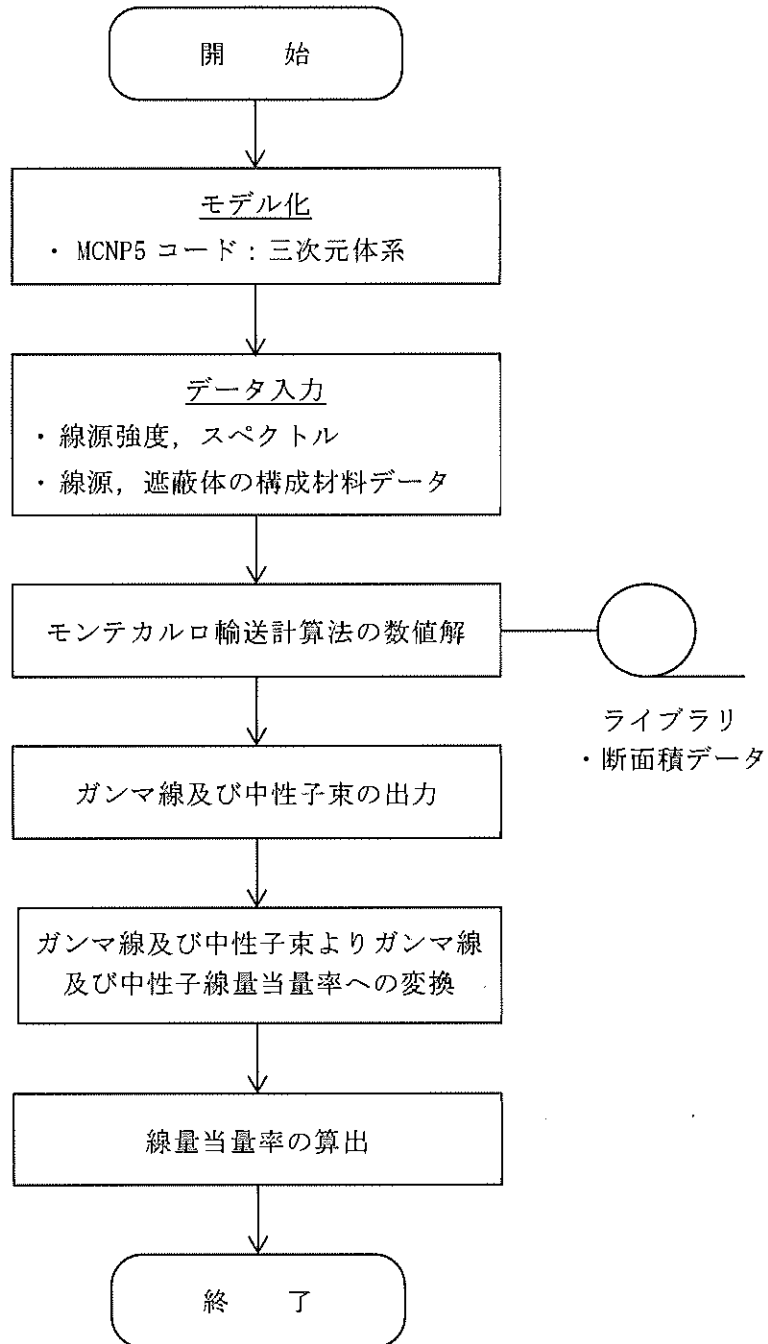 開　　始
モデル化
・ MCNP5 コード : 三次元体系
データ入力
・線源強度，スペクトル
・線源，遮蔽体の構成材料データ
モンテカルロ輸送計算法の数値解
ライブラリ
・断面積データ
ガンマ線及び中性子束の出力
ガンマ線及び中性子束よりガンマ線
及び中性子線量当量率への変換
線量当量率の算出
終　　了